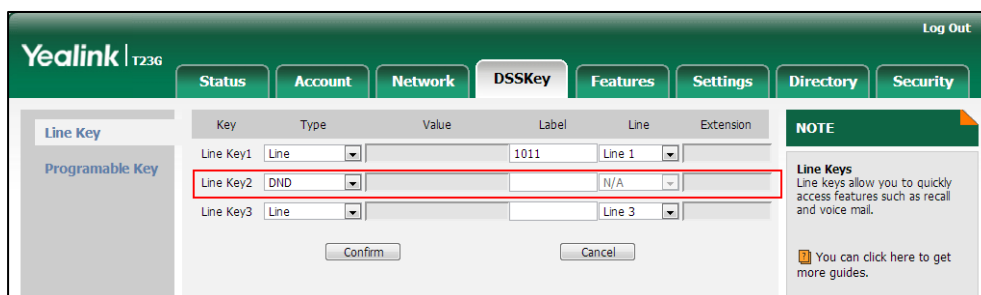 Log Out
Yealink T23G
Status Account Network DSSKey Features Settings Directory Security
Line Key
Programable Key
Key Type Value Label Line Extension
Line Key1 Line 1011 Line 1
Line Key2 DND N/A
Line Key3 Line Line 3
Confirm Cancel
NOTE
Line Keys
Line keys allow you to quickly
access features such as recall
and voice mail.
You can click here to get
more guides.